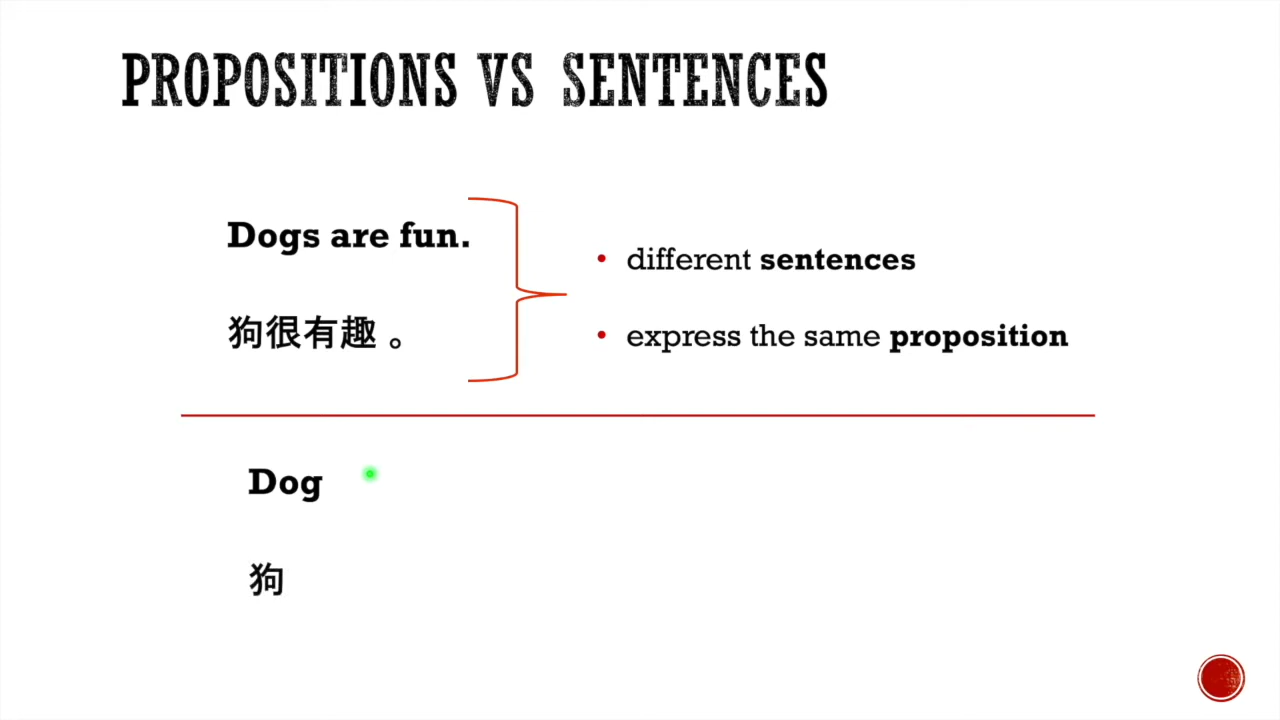 PROPOSITIONS VS SENTENCES
Dogs are fun.
狗很有趣 。
• different sentences
• express the same proposition
Dog
狗